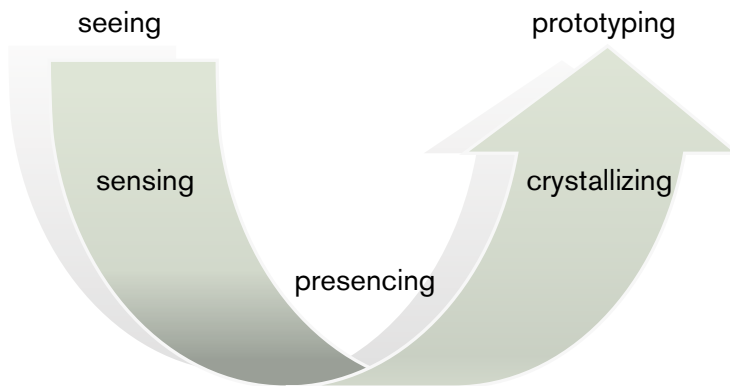 seeing
prototyping
sensing
crystallizing
presencing